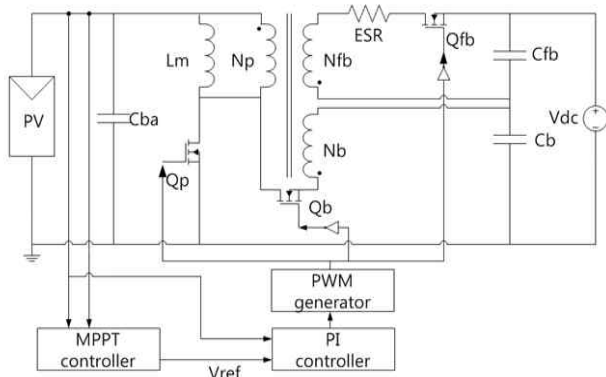 ESR
Qfb
Lm
Np
Nfb
Cfb
PV
Cba
Vdc
Nb
Cb
Qp
Qb
PWM
generator
MPPT
controller
PI
controller
Vref